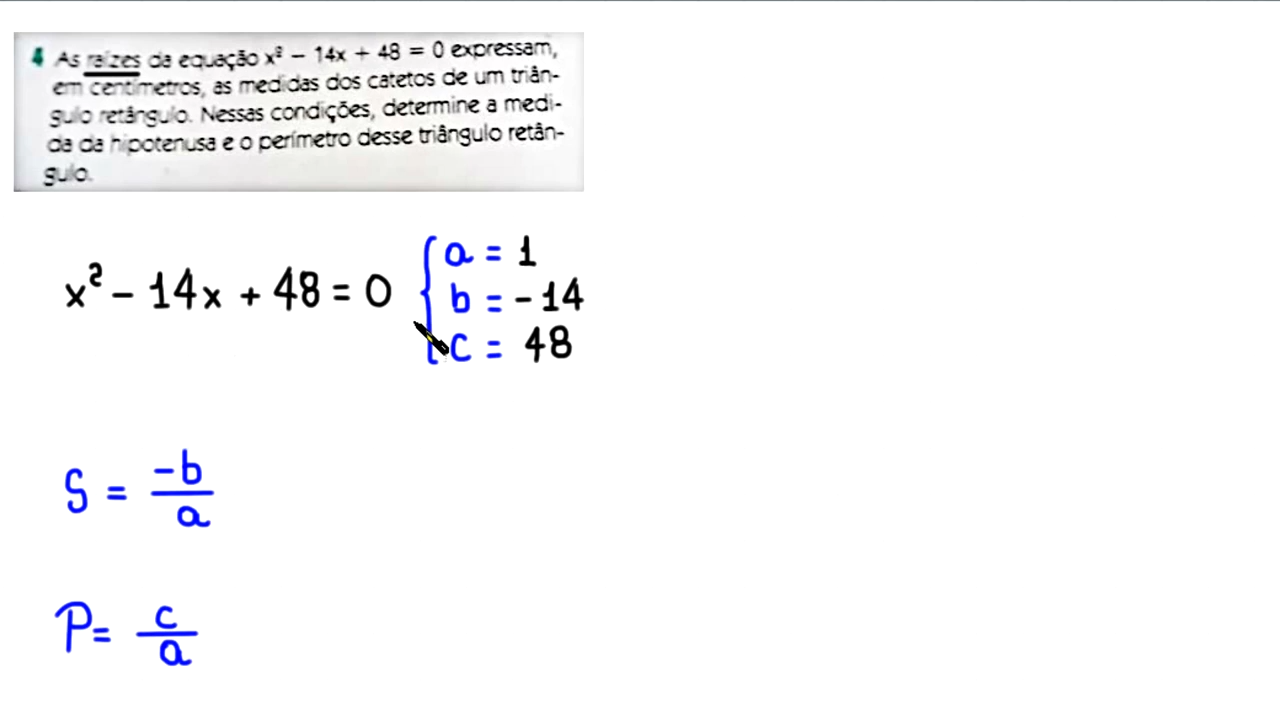 4 As raízes da equação x² − 14x + 48 = 0 expressam,
em centímetros, as medidas dos catetos de um triân-
gulo retângulo. Nessas condições, determine a medi-
da da hipotenusa e o perímetro desse triângulo retân-
gulo.
x² − 14x + 48 = 0
a = 1
b = -14
c = 48
S = -b/a
P = c/a